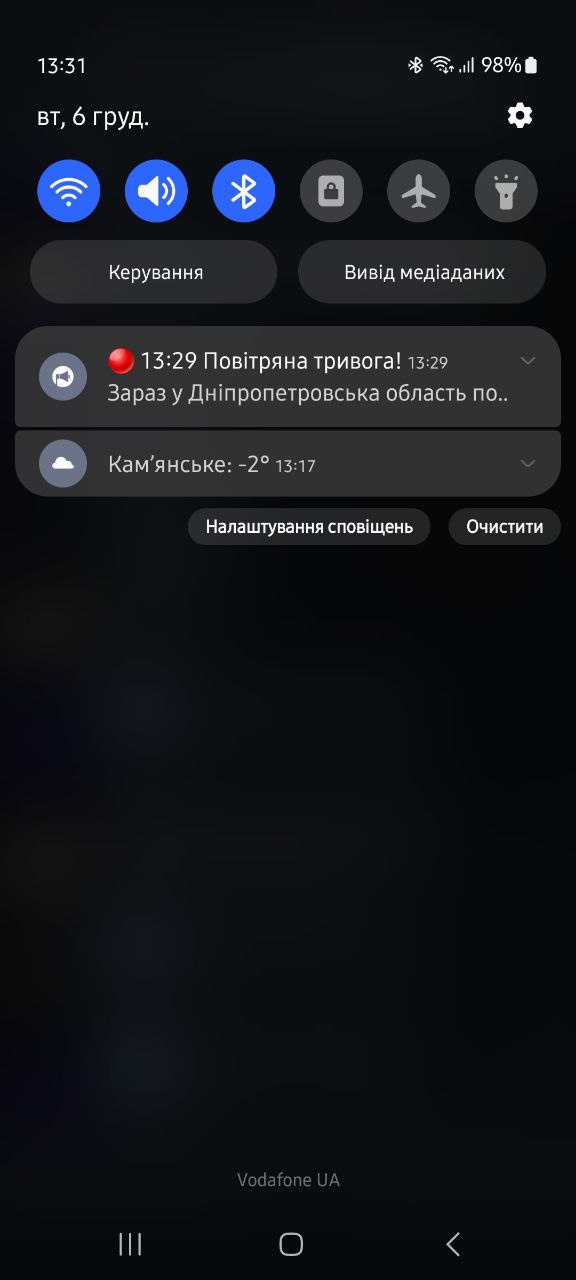 13:31 98%
вт, 6 груд.
Керування Вивід медіаданих
13:29 Повітряна тривога! 13:29
Зараз у Дніпропетровська область по..
Кам’янське: -2° 13:17
Налаштування сповіщень Очистити
Vodafone UA